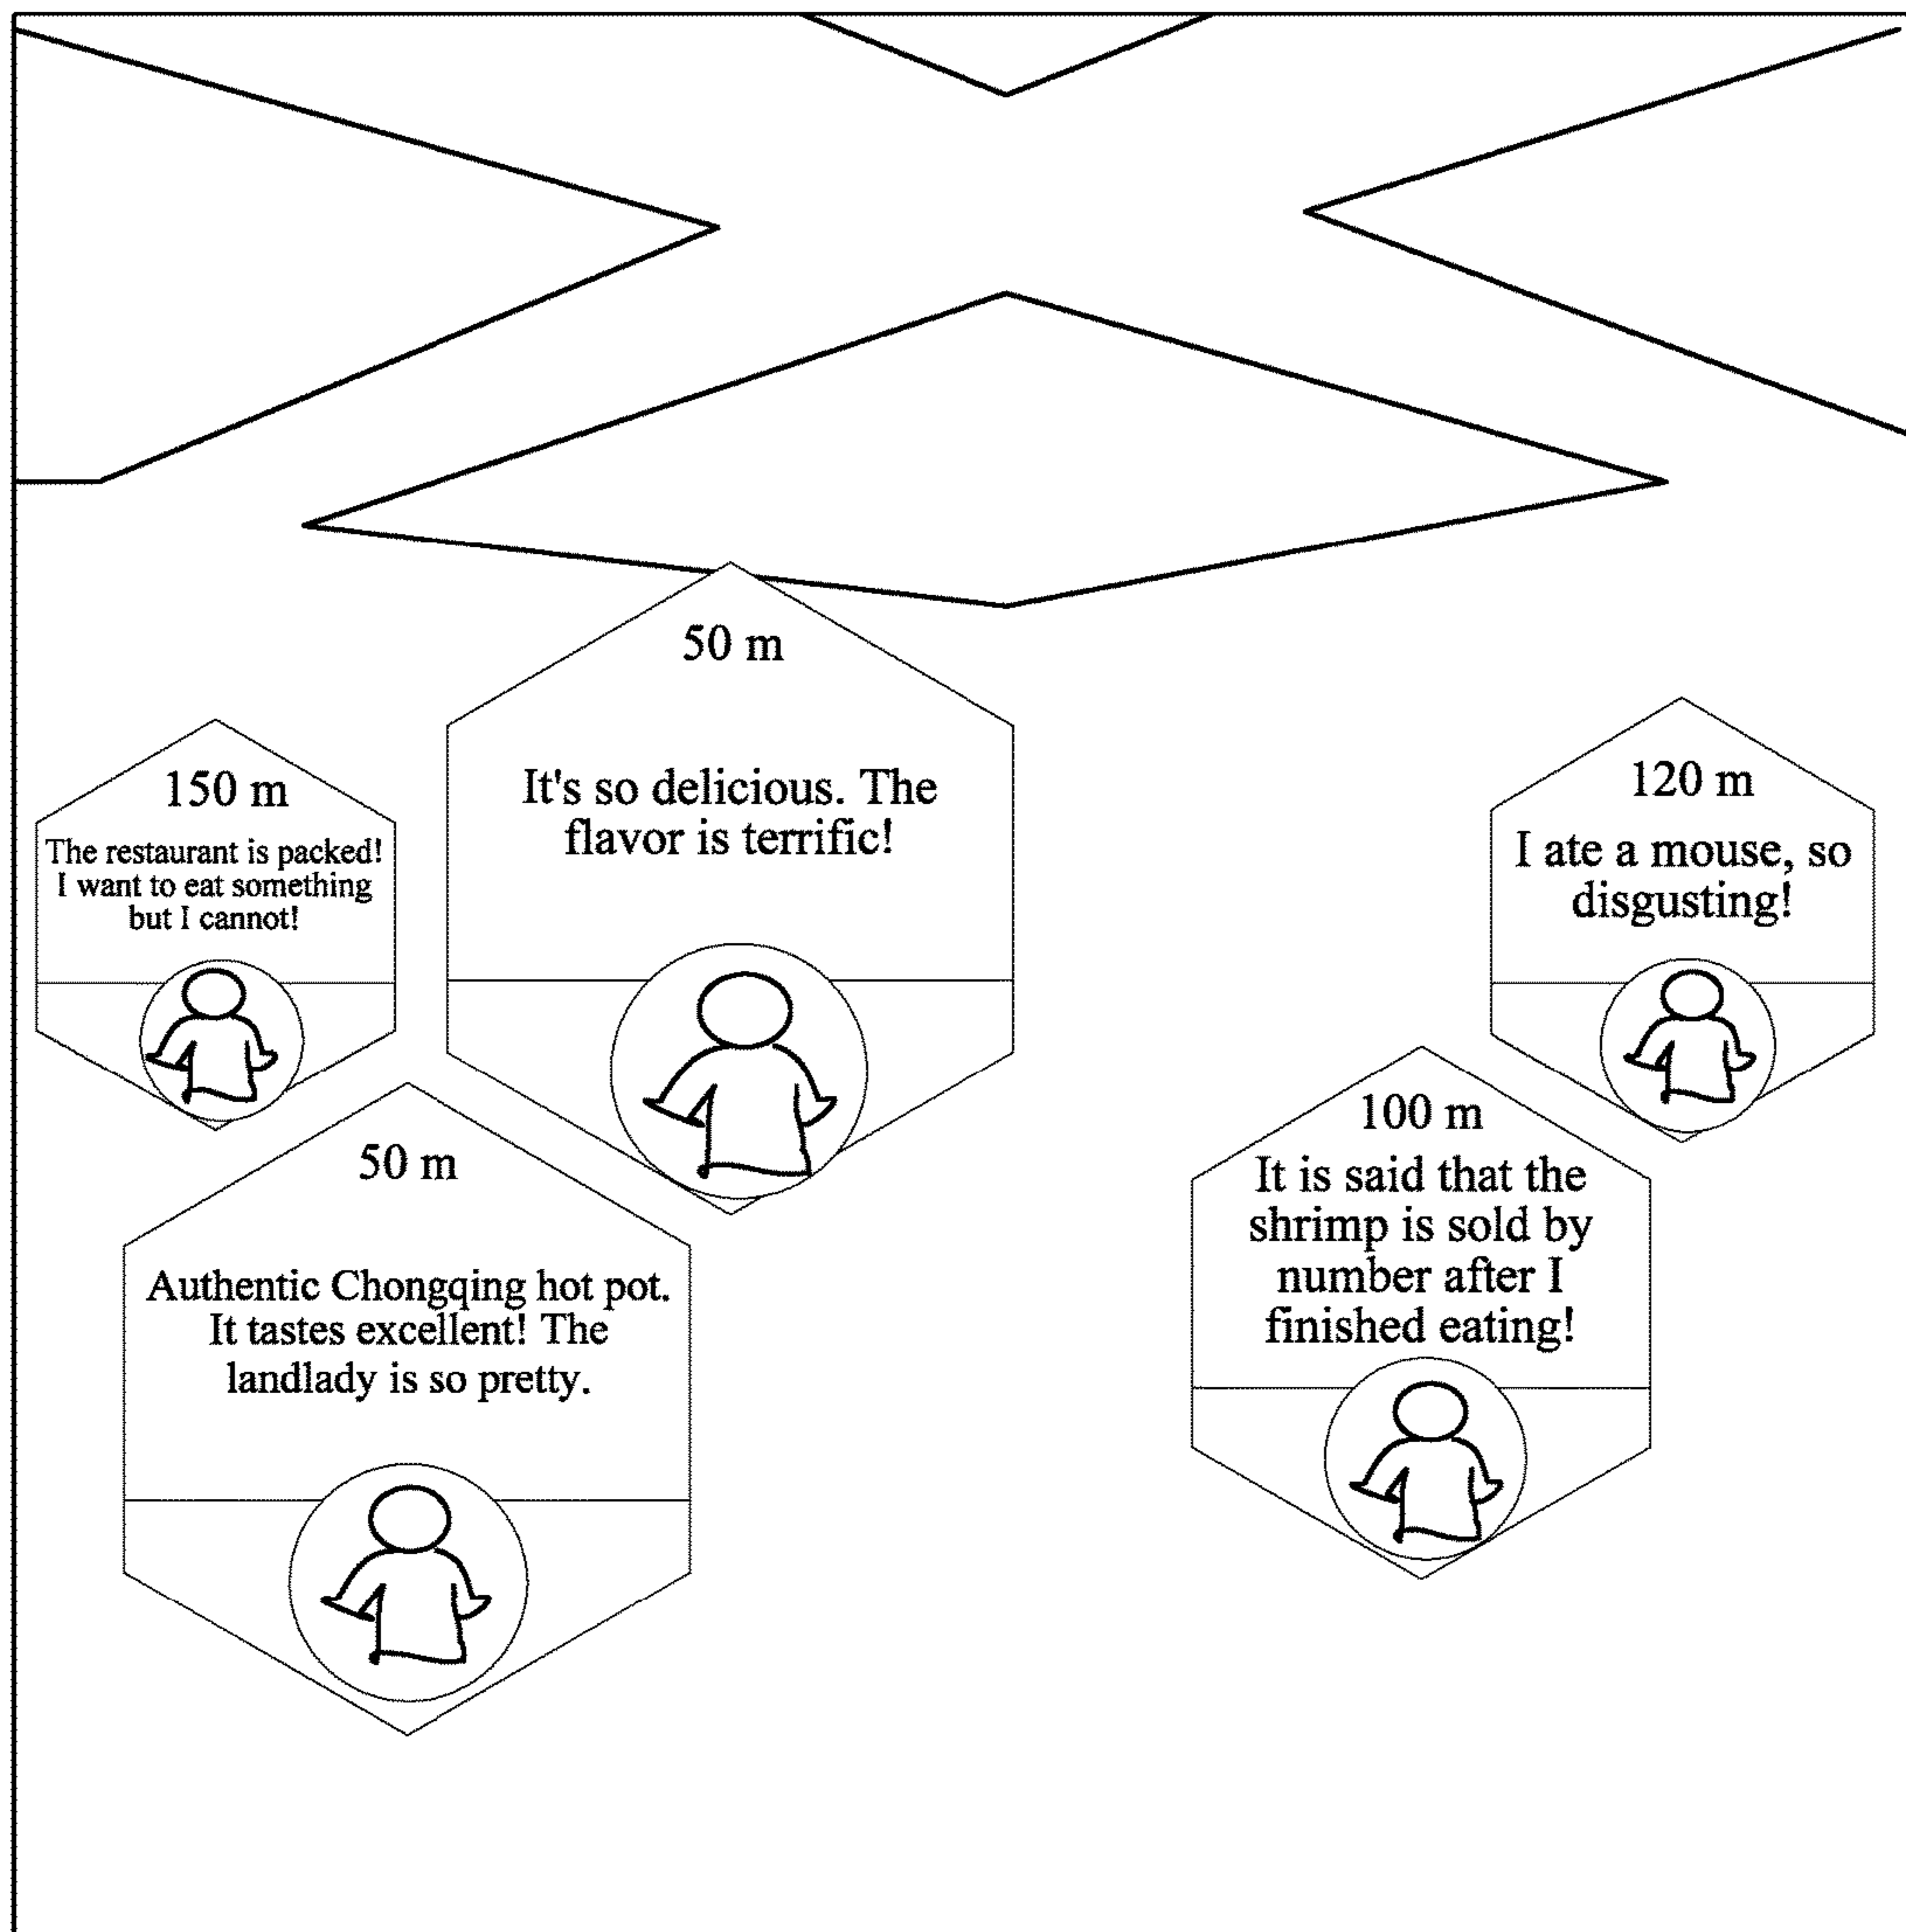 50 m
It's so delicious. The
flavor is terrific!
150 m
The restaurant is packed!
I want to eat something
but I cannot!
120 m
I ate a mouse, so
disgusting!
50 m
Authentic Chongqing hot pot.
It tastes excellent! The
landlady is so pretty.
100 m
It is said that the
shrimp is sold by
number after I
finished eating!